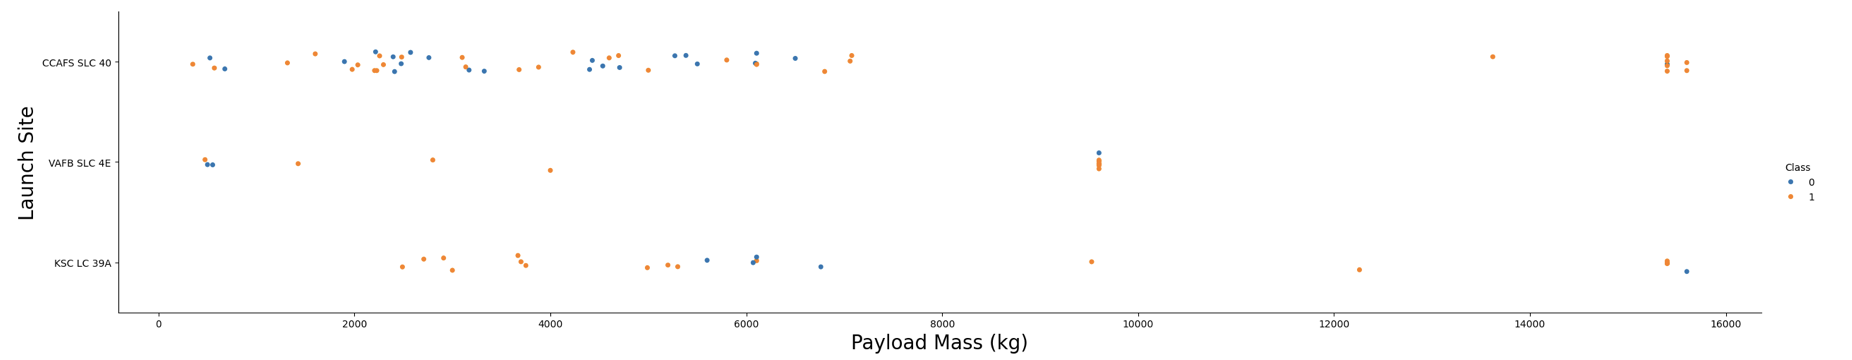 Launch Site
CCAFS SLC 40
VAFB SLC 4E
KSC LC 39A
0 2000 4000 6000 8000 10000 12000 14000 16000
Payload Mass (kg)
Class
0
1